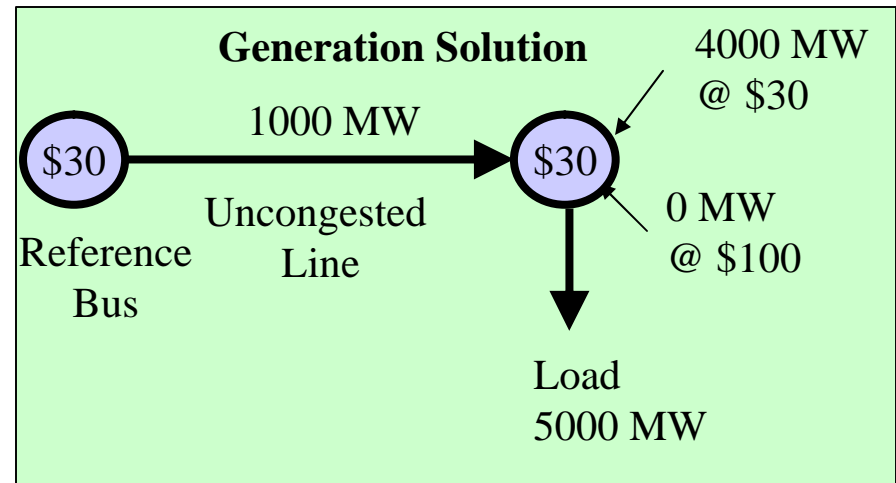 Generation Solution
4000 MW
@ $30
1000 MW
$30
$30
Uncongested
Line
0 MW
@ $100
Reference
Bus
Load
5000 MW